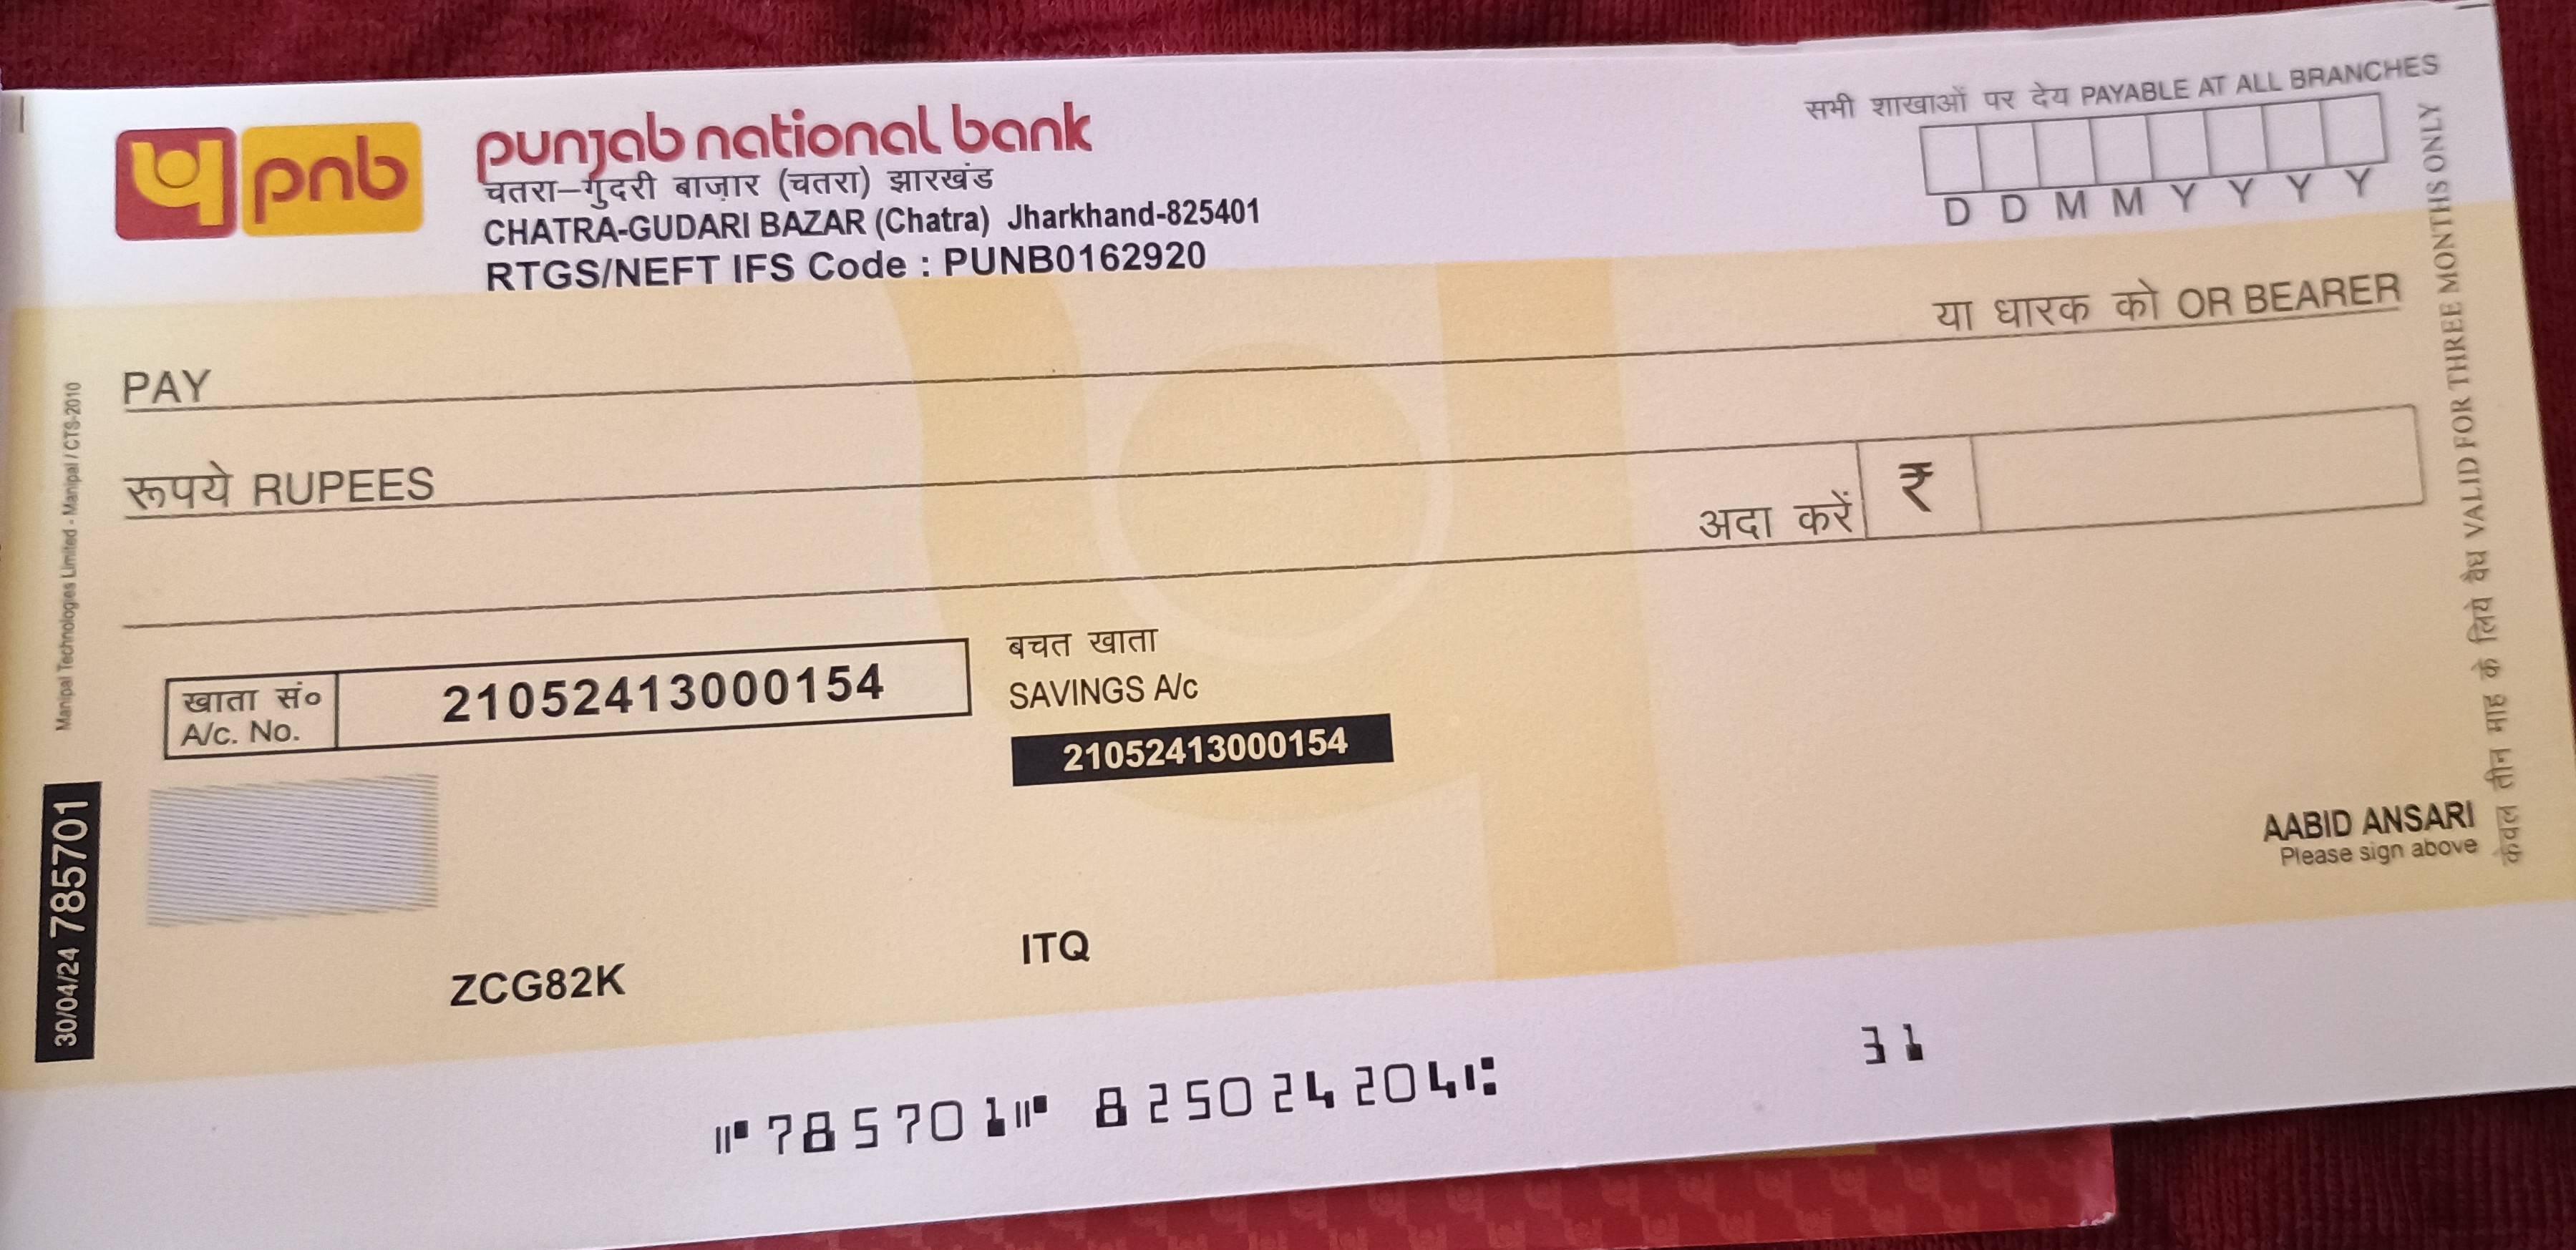 प pnb
punjab national bank
चतरा–गुदरी बाज़ार (चतरा) झारखंड
CHATRA-GUDARI BAZAR (Chatra) Jharkhand-825401
RTGS/NEFT IFS Code : PUNB0162920
सभी शाखाओं पर देय PAYABLE AT ALL BRANCHES
D D M M Y Y Y Y
या धारक को OR BEARER
PAY
रूपये RUPEES
अदा करें ₹
खाता सं० 21052413000154
A/c. No.
बचत खाता
SAVINGS A/c
21052413000154
AABID ANSARI
Please sign above
ZCG82K
ITQ
⑈785701⑈ 825024204⑆ 31
Manipal Technologies Limited - Manipal / CTS-2010
30/04/24 785701
केवल तीन माह के लिये वैध VALID FOR THREE MONTHS ONLY